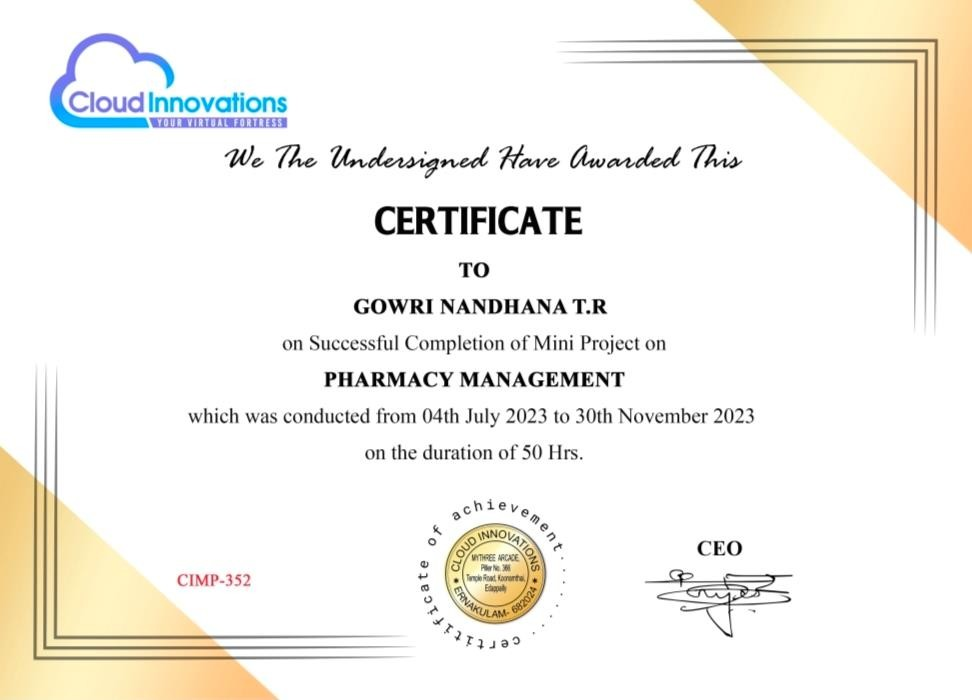 Cloud Innovations
YOUR VIRTUAL FORTRESS
We The Undersigned Have Awarded This
CERTIFICATE
TO
GOWRI NANDHANA T.R
on Successful Completion of Mini Project on
PHARMACY MANAGEMENT
which was conducted from 04th July 2023 to 30th November 2023
on the duration of 50 Hrs.
certificate of achievement
CLOUD INNOVATIONS
MYTHREE ARCADE,
Piller No. 366
Temple Road, Koonamthai,
Edappally
ERNAKULAM- 682024
CIMP-352
CEO